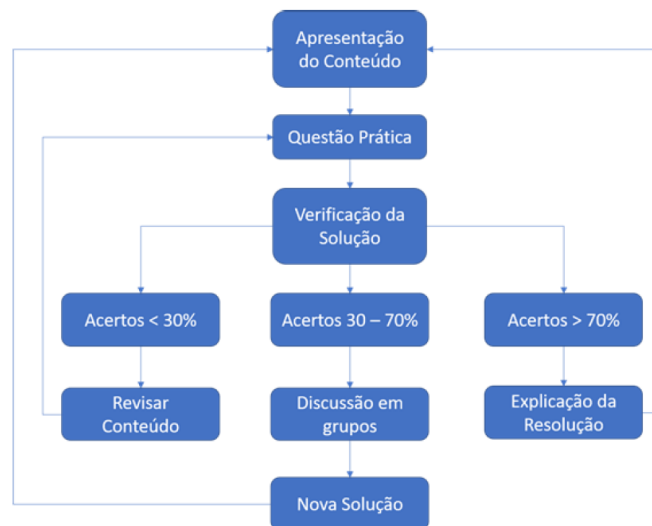 Apresentação
do Conteúdo
Questão Prática
Verificação da
Solução
Acertos < 30%
Acertos 30 – 70%
Acertos > 70%
Revisar
Conteúdo
Discussão em
grupos
Explicação da
Resolução
Nova Solução